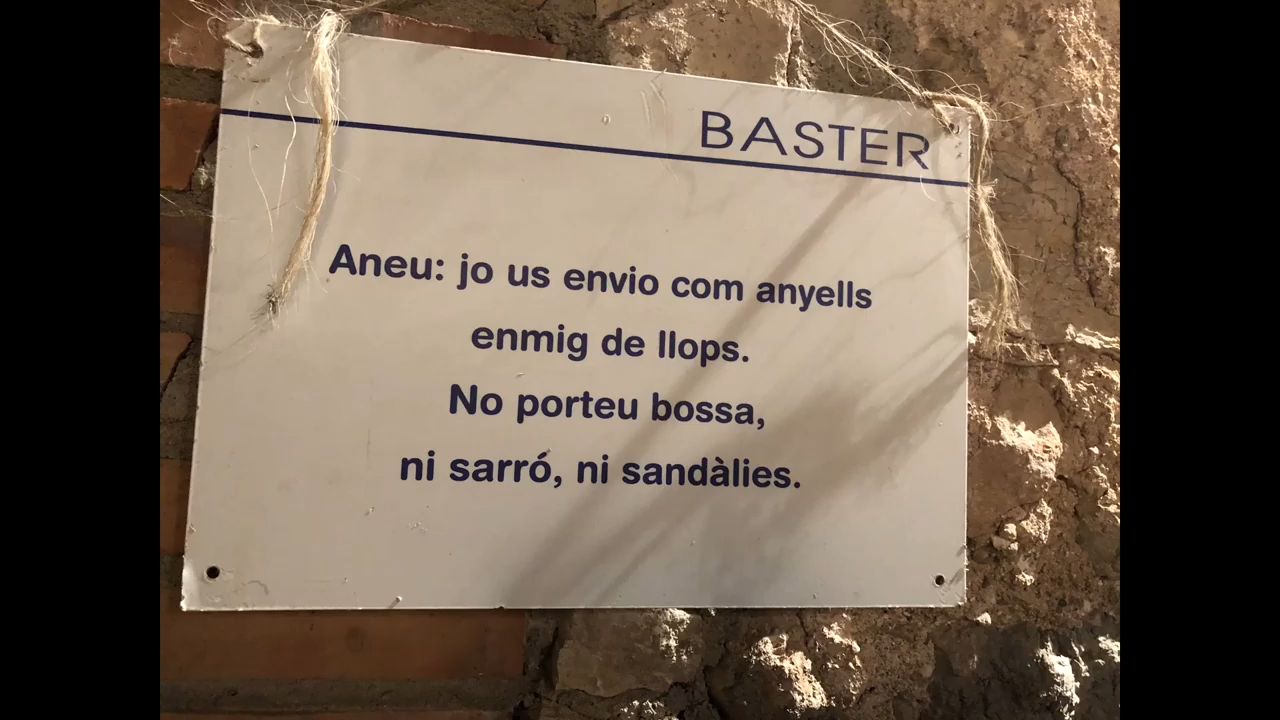 BASTER
Aneu: jo us envio com anyells
enmig de llops.
No porteu bossa,
ni sarró, ni sandàlies.